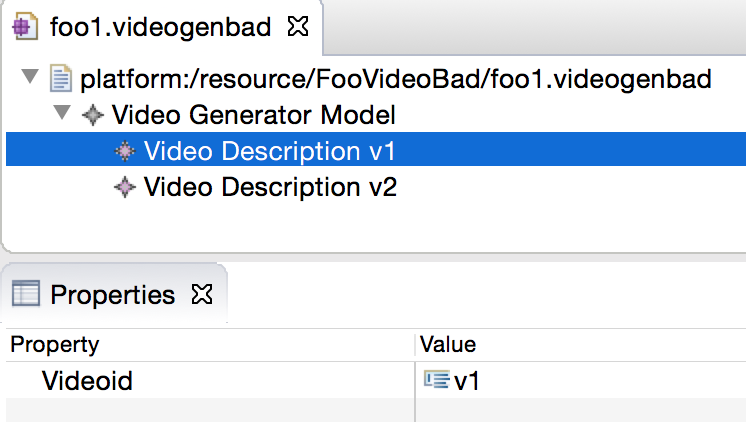 foo1.videogenbad
platform:/resource/FooVideoBad/foo1.videogenbad
Video Generator Model
Video Description v1
Video Description v2
Properties
Property Value
Videoid v1